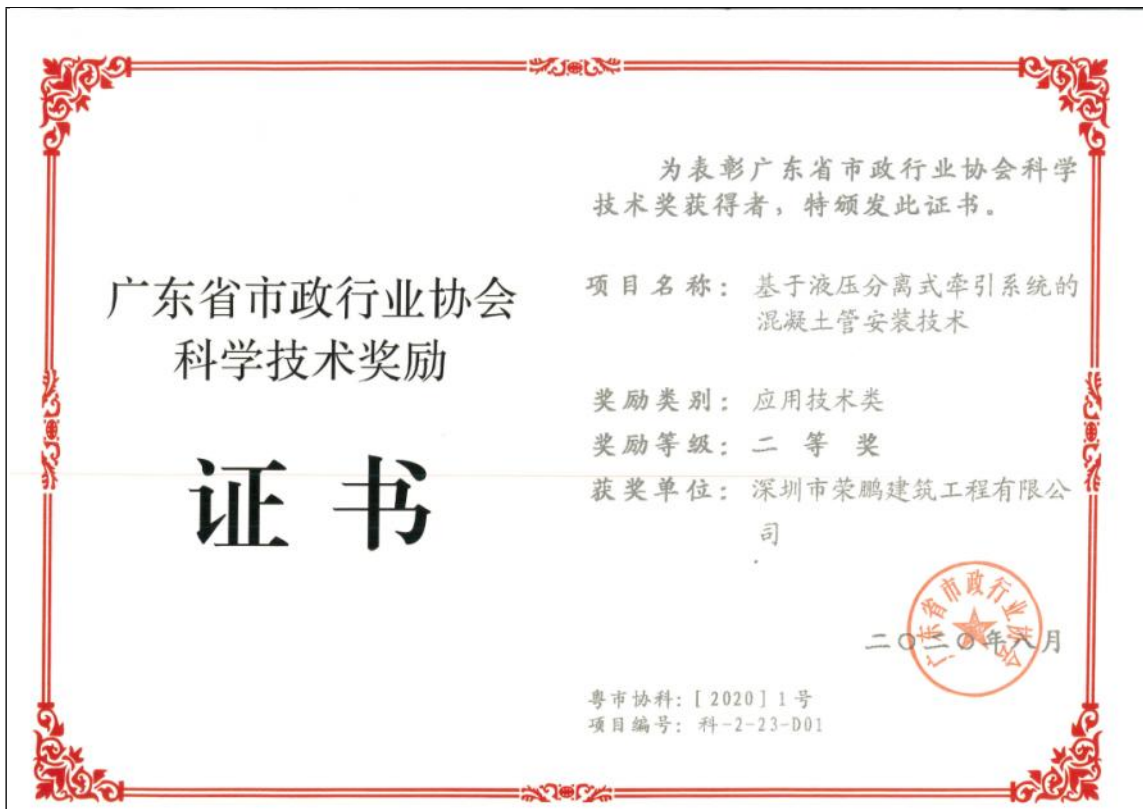 广东省市政行业协会
科学技术奖励
证书
为表彰广东省市政行业协会科学
技术奖获得者，特颁发此证书。
项目名称：基于液压分离式牵引系统的
混凝土管安装技术
奖励类别：应用技术类
奖励等级：二 等 奖
获奖单位：深圳市荣鹏建筑工程有限公
司
广东省市政行业协会
二〇二〇年八月
粤市协科：[2020]1号
项目编号：科-2-23-D01